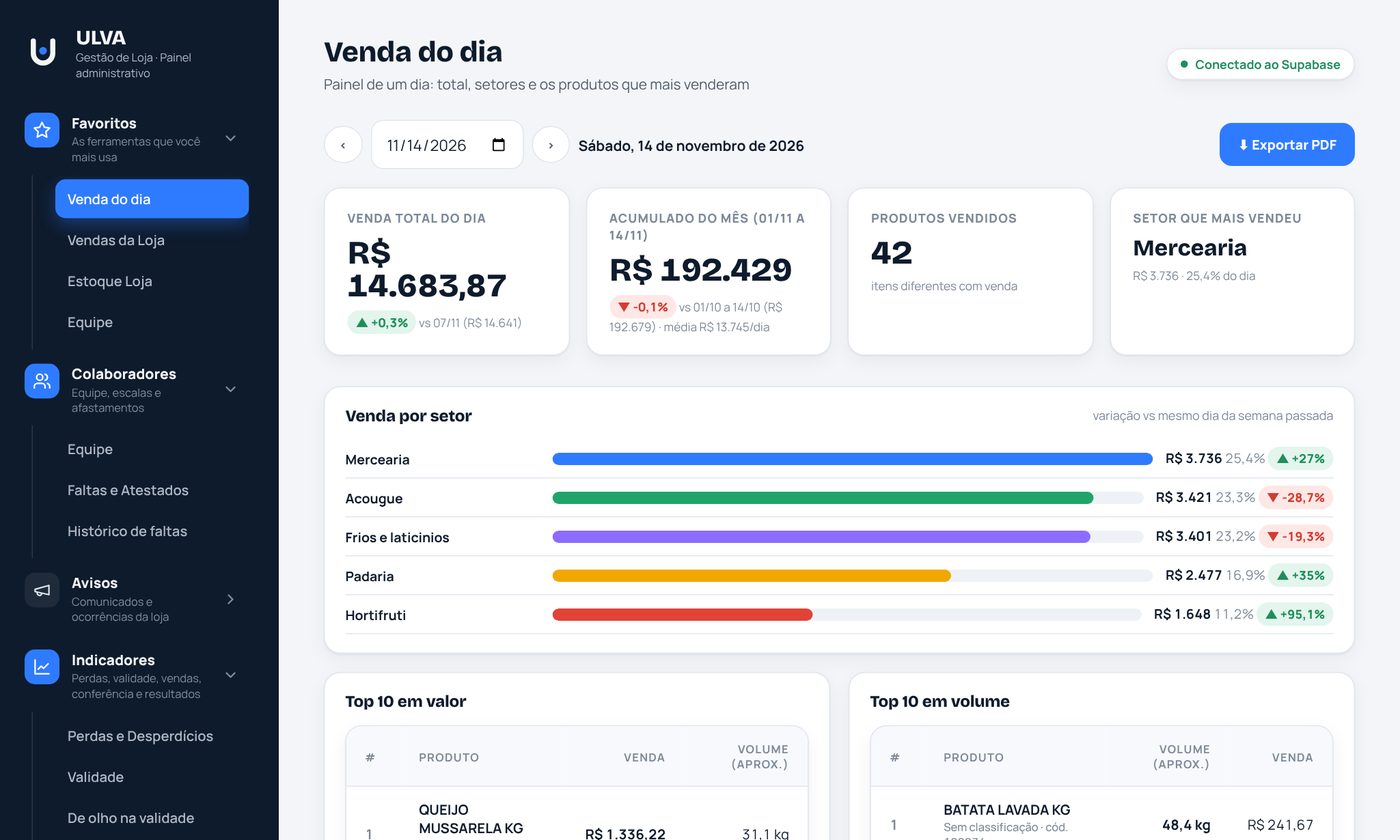 ULVA
Gestão de Loja · Painel
administrativo
Favoritos
As ferramentas que você
mais usa
Venda do dia
Vendas da Loja
Estoque Loja
Equipe
Colaboradores
Equipe, escalas e
afastamentos
Equipe
Faltas e Atestados
Histórico de faltas
Avisos
Comunicados e
ocorrências da loja
Indicadores
Perdas, validade, vendas,
conferência e resultados
Perdas e Desperdícios
Validade
De olho na validade
Venda do dia
Painel de um dia: total, setores e os produtos que mais venderam
Conectado ao Supabase
‹ 11/14/2026 › Sábado, 14 de novembro de 2026
⬇ Exportar PDF
VENDA TOTAL DO DIA
R$
14.683,87
▲ +0,3% vs 07/11 (R$ 14.641)
ACUMULADO DO MÊS (01/11 A
14/11)
R$ 192.429
▼ -0,1% vs 01/10 a 14/10 (R$
192.679) · média R$ 13.745/dia
PRODUTOS VENDIDOS
42
itens diferentes com venda
SETOR QUE MAIS VENDEU
Mercearia
R$ 3.736 · 25,4% do dia
Venda por setor
variação vs mesmo dia da semana passada
Mercearia R$ 3.736 25,4% ▲ +27%
Acougue R$ 3.421 23,3% ▼ -28,7%
Frios e laticinios R$ 3.401 23,2% ▼ -19,3%
Padaria R$ 2.477 16,9% ▲ +35%
Hortifruti R$ 1.648 11,2% ▲ +95,1%
Top 10 em valor
# PRODUTO VENDA VOLUME
(APROX.)
QUEIJO
MUSSARELA KG
1 R$ 1.336,22 31,1 kg
Top 10 em volume
# PRODUTO VOLUME
(APROX.) VENDA
BATATA LAVADA KG
1 Sem classificação · cód. 48,4 kg R$ 241,67